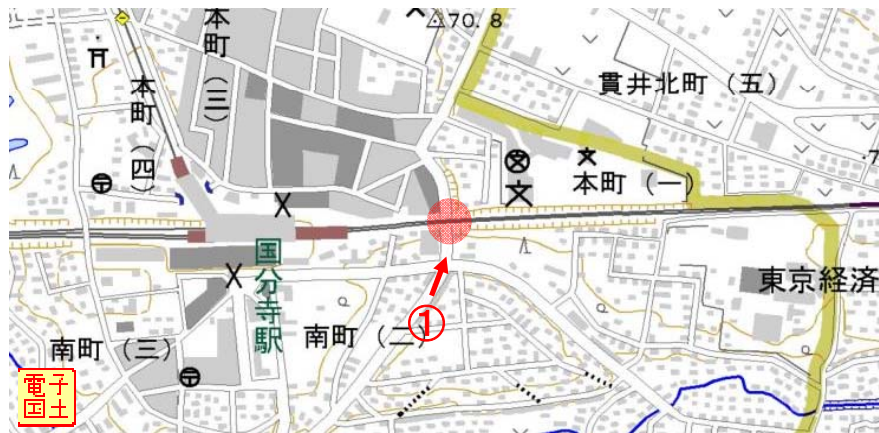 本町（三）
70.8
貫井北町（五）
本町（四）
本町（一）
国分寺駅
東京経済
①
南町（二）
南町（三）
電子
国土